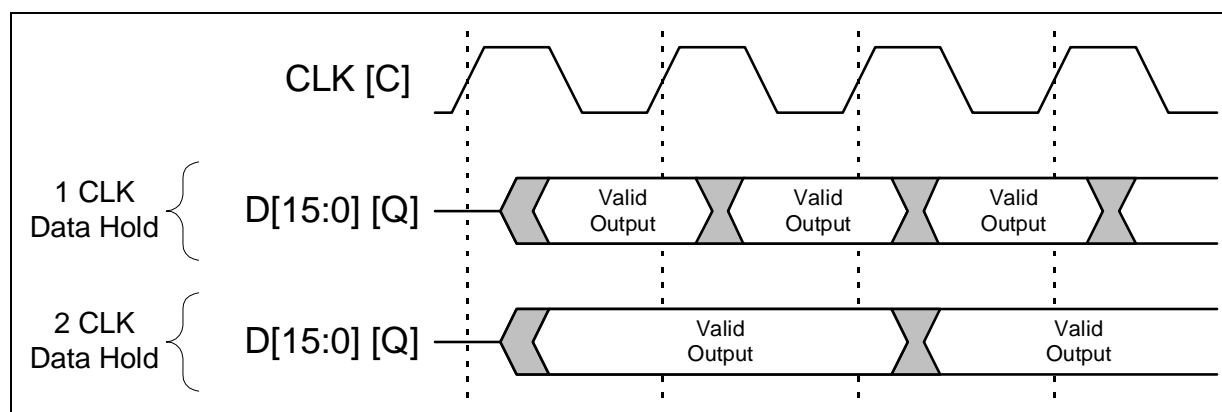 CLK [C]
1 CLK
Data Hold
D[15:0] [Q]
Valid
Output
Valid
Output
Valid
Output
2 CLK
Data Hold
D[15:0] [Q]
Valid
Output
Valid
Output